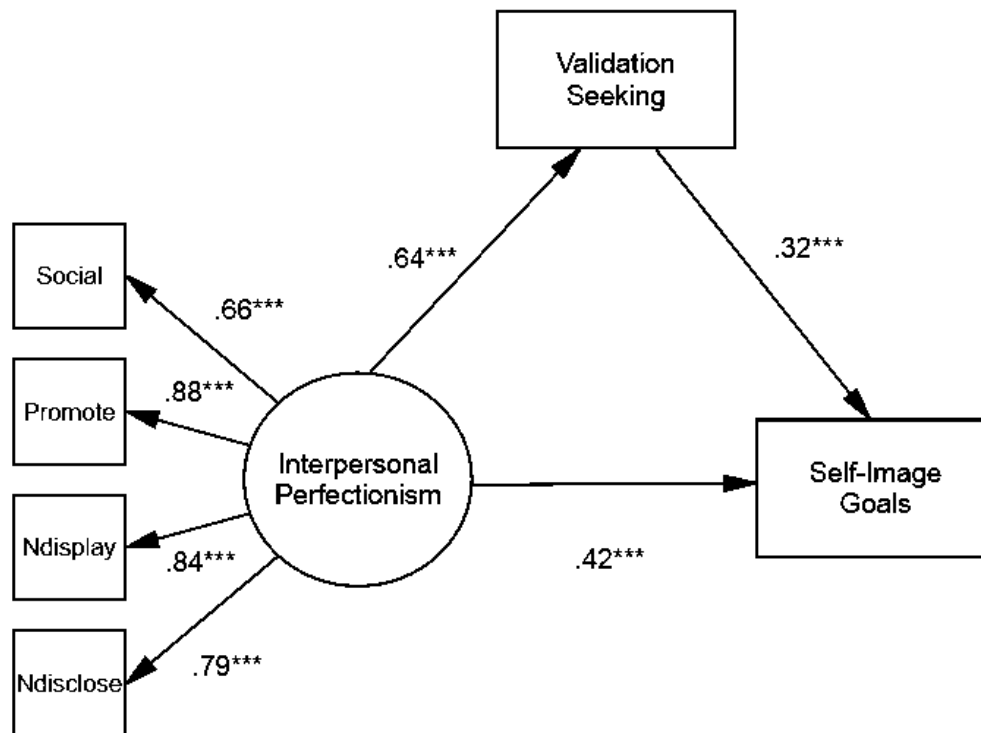 Validation
Seeking
.64***
.32***
Social
.66***
Promote
.88***
Interpersonal
Perfectionism
Self-Image
Goals
Ndisplay
.84***
.42***
Ndisclose
.79***